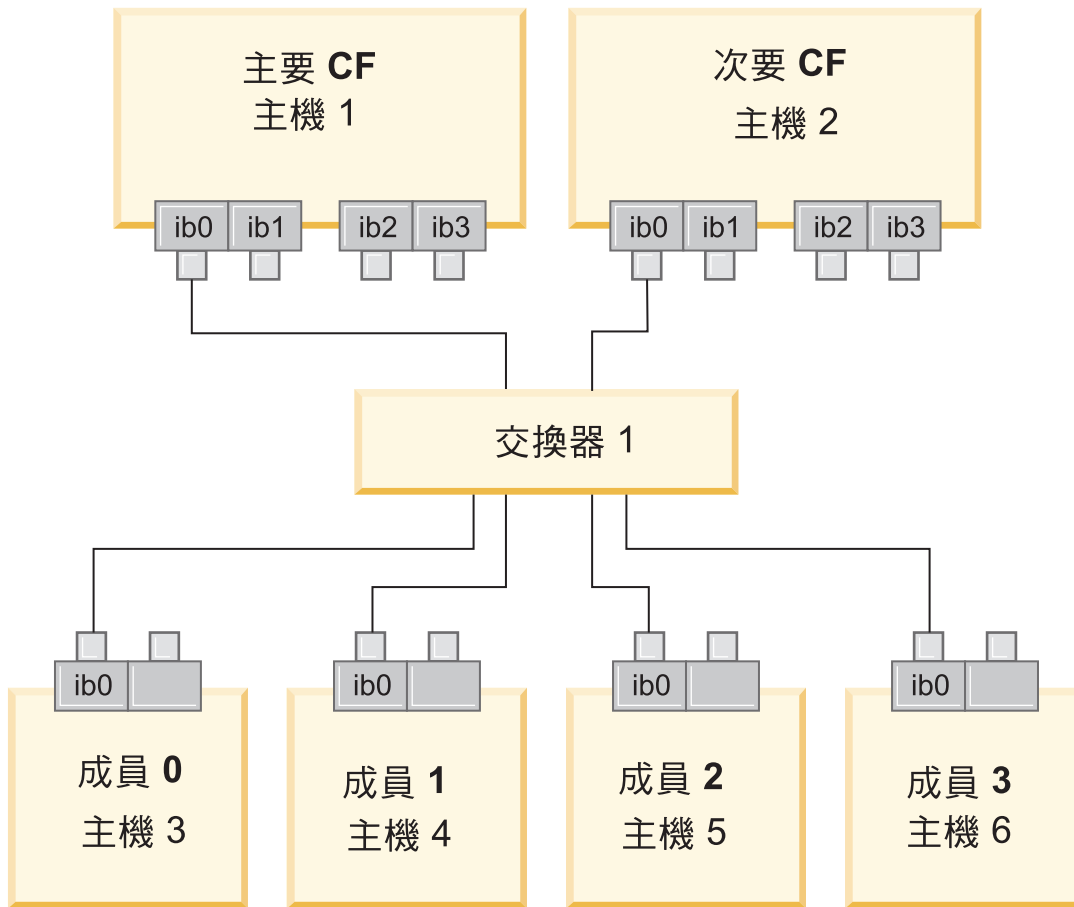 主要 CF
主機 1
次要 CF
主機 2
ib0
ib1
ib2
ib3
ib0
ib1
ib2
ib3
交換器 1
ib0
ib0
ib0
ib0
成員 0
主機 3
成員 1
主機 4
成員 2
主機 5
成員 3
主機 6